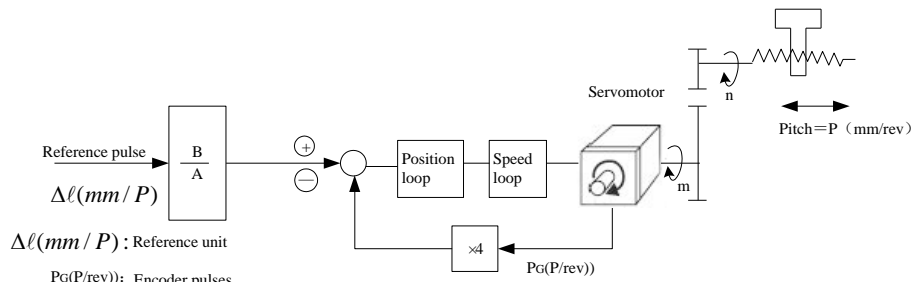 Servomotor
n
Pitch＝P （mm/rev）
Reference pulse
B
A
+
—
Position loop
Speed loop
m
Δℓ(mm / P)
×4
Δℓ(mm / P) : Reference unit
PG(P/rev))
PG(P/rev)): Encoder pulses